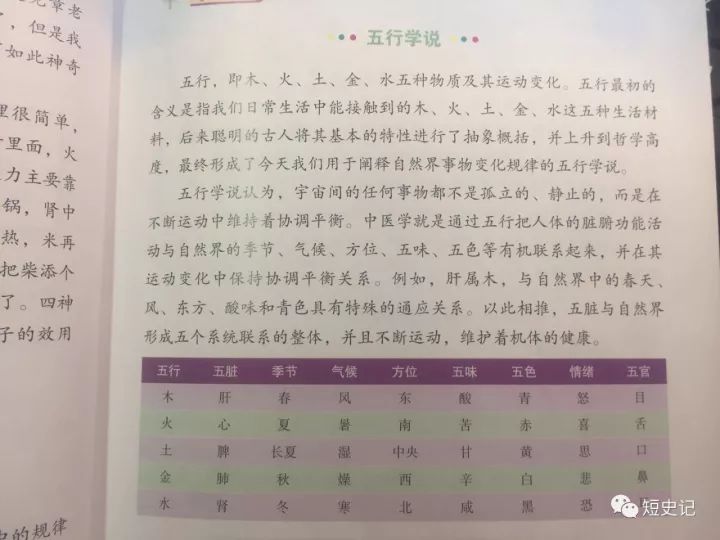 章老
，但是我
如此神奇
里很简单，
里面，火
力主要靠
锅，肾中
热，米再
把柴添个
了。四神
子的效用
的规律
五行学说
五行，即木、火、土、金、水五种物质及其运动变化。五行最初的
含义是指我们日常生活中能接触到的木、火、土、金、水这五种生活材
料，后来聪明的古人将其基本的特性进行了抽象概括，并上升到哲学高
度，最终形成了今天我们用于阐释自然界事物变化规律的五行学说。
五行学说认为，宇宙间的任何事物都不是孤立的、静止的，而是在
不断运动中维持着协调平衡。中医学就是通过五行把人体的脏腑功能活
动与自然界的季节、气候、方位、五味、五色等有机联系起来，并在其
运动变化中保持协调平衡关系。例如，肝属木，与自然界中的春天、
风、东方、酸味和青色具有特殊的通应关系。以此相推，五脏与自然界
形成五个系统联系的整体，并且不断运动，维护着机体的健康。
五行 五脏 季节 气候 方位 五味 五色 情绪 五官
木 肝 春 风 东 酸 青 怒 目
火 心 夏 暑 南 苦 赤 喜 舌
土 脾 长夏 湿 中央 甘 黄 思 口
金 肺 秋 燥 西 辛 白 悲 鼻
水 肾 冬 寒 北 咸 黑 恐
短史记